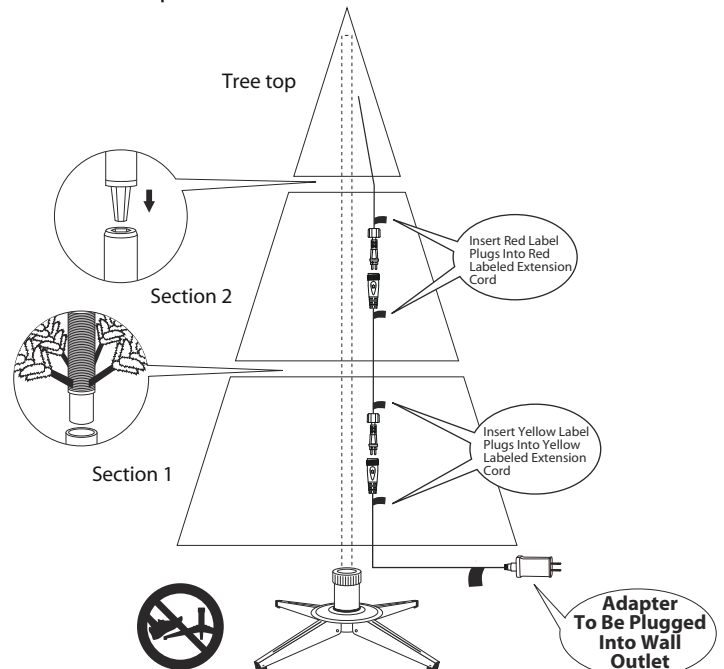 Tree top
Insert Red Label
Plugs Into Red
Labeled Extension
Cord
Section 2
Insert Yellow Label
Plugs Into Yellow
Labeled Extension
Cord
Section 1
Adapter
To Be Plugged
Into Wall
Outlet